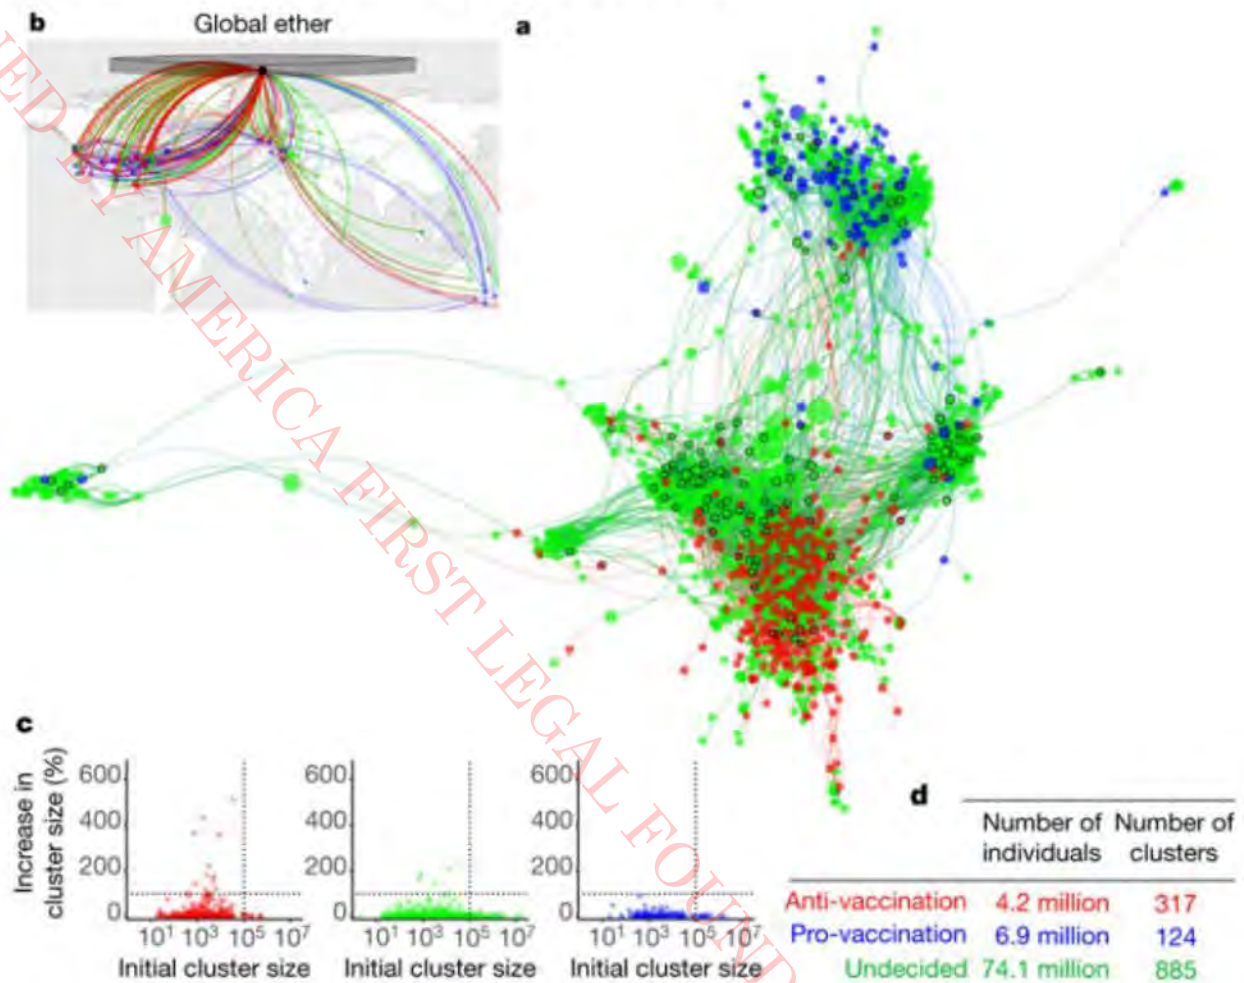 b
Global ether
a
c
Increase in
cluster size (%)
600
400
200
0
10¹ 10³ 10⁵ 10⁷
Initial cluster size
600
400
200
0
10¹ 10³ 10⁵ 10⁷
Initial cluster size
600
400
200
0
10¹ 10³ 10⁵ 10⁷
Initial cluster size
d
Number of individuals Number of clusters
Anti-vaccination 4.2 million 317
Pro-vaccination 6.9 million 124
Undecided 74.1 million 885
BY AMERICA FIRST LEGAL